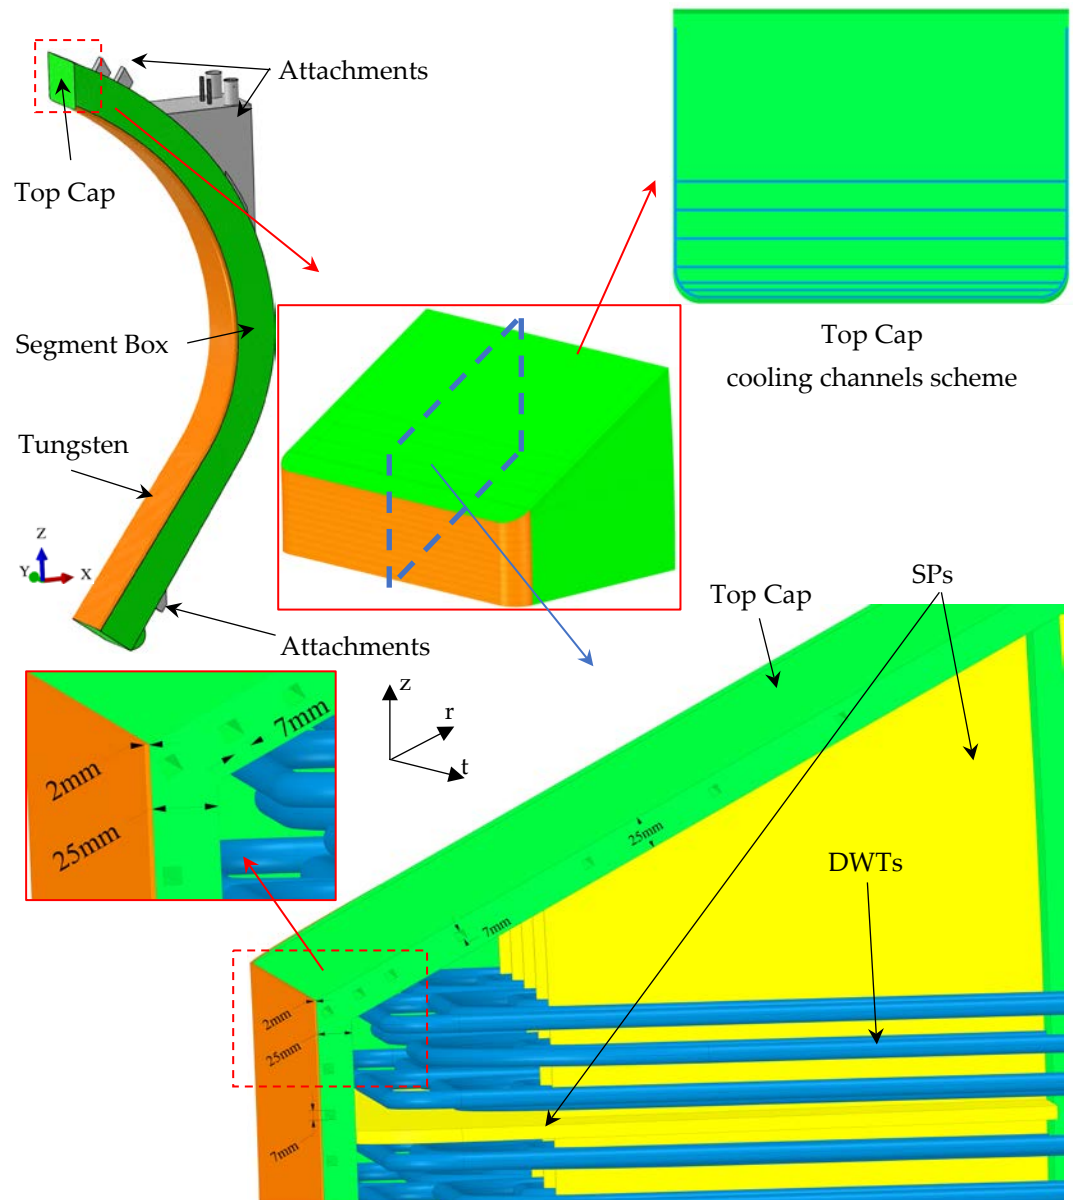 Attachments
Top Cap
Segment Box
Top Cap
cooling channels scheme
Tungsten
Z
Y
X
Attachments
SPs
Top Cap
z
r
t
7mm
2mm
25mm
25mm
DWTs
7mm
2mm
25mm
7mm